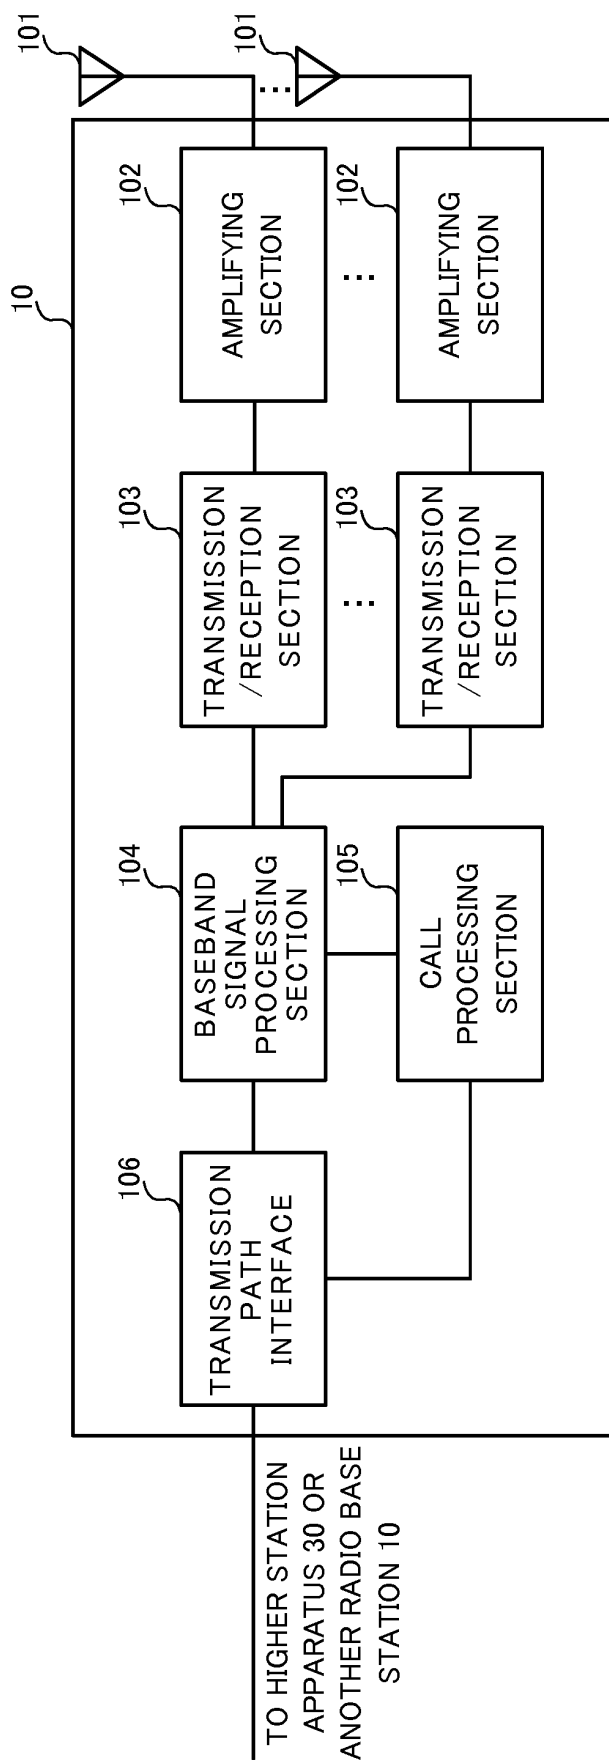 10
101
...
101
102
AMPLIFYING
SECTION
...
102
AMPLIFYING
SECTION
103
TRANSMISSION
/RECEPTION
SECTION
...
103
TRANSMISSION
/RECEPTION
SECTION
104
BASEBAND
SIGNAL
PROCESSING
SECTION
105
CALL
PROCESSING
SECTION
106
TRANSMISSION
PATH
INTERFACE
TO HIGHER STATION
APPARATUS 30 OR
ANOTHER RADIO BASE
STATION 10